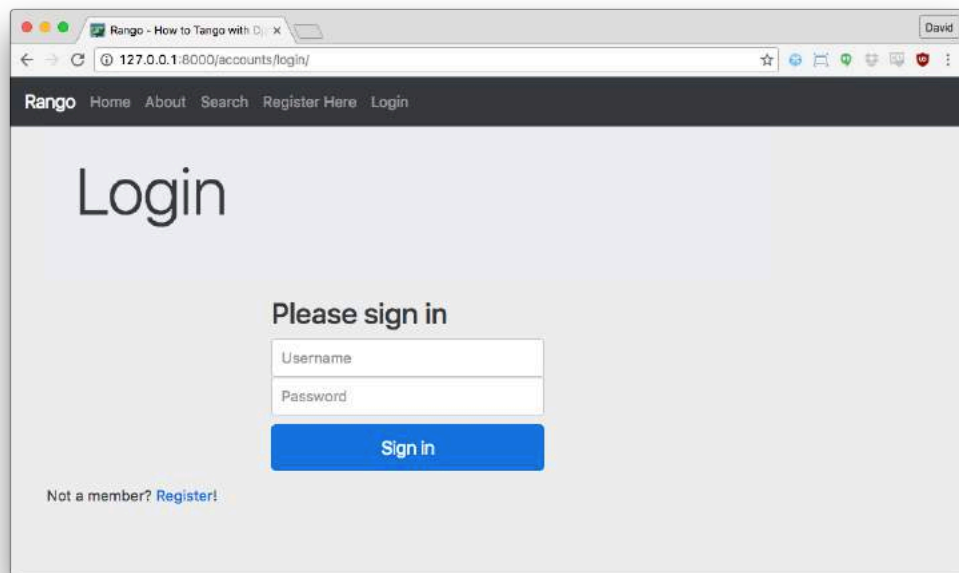 Rango - How to Tango with Dj
David
127.0.0.1:8000/accounts/login/
Rango Home About Search Register Here Login
Login
Please sign in
Username
Password
Sign in
Not a member? Register!